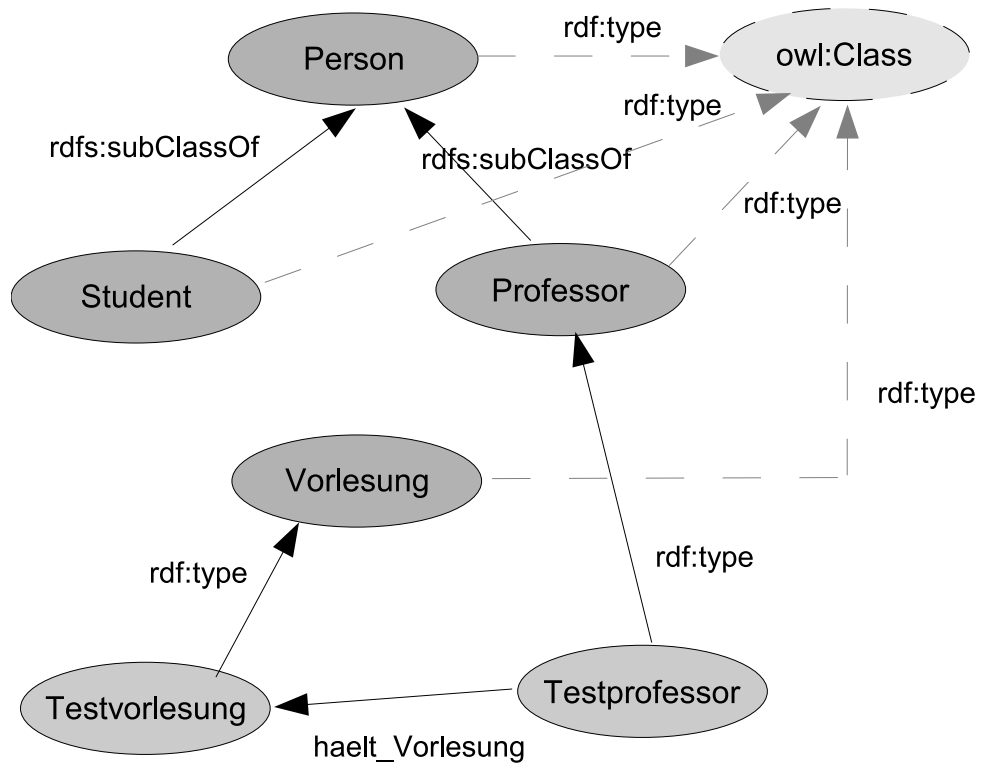 rdf:type
Person
owl:Class
rdf:type
rdfs:subClassOf
rdfs:subClassOf
rdf:type
Student
Professor
rdf:type
Vorlesung
rdf:type
rdf:type
Testvorlesung
Testprofessor
haelt_Vorlesung